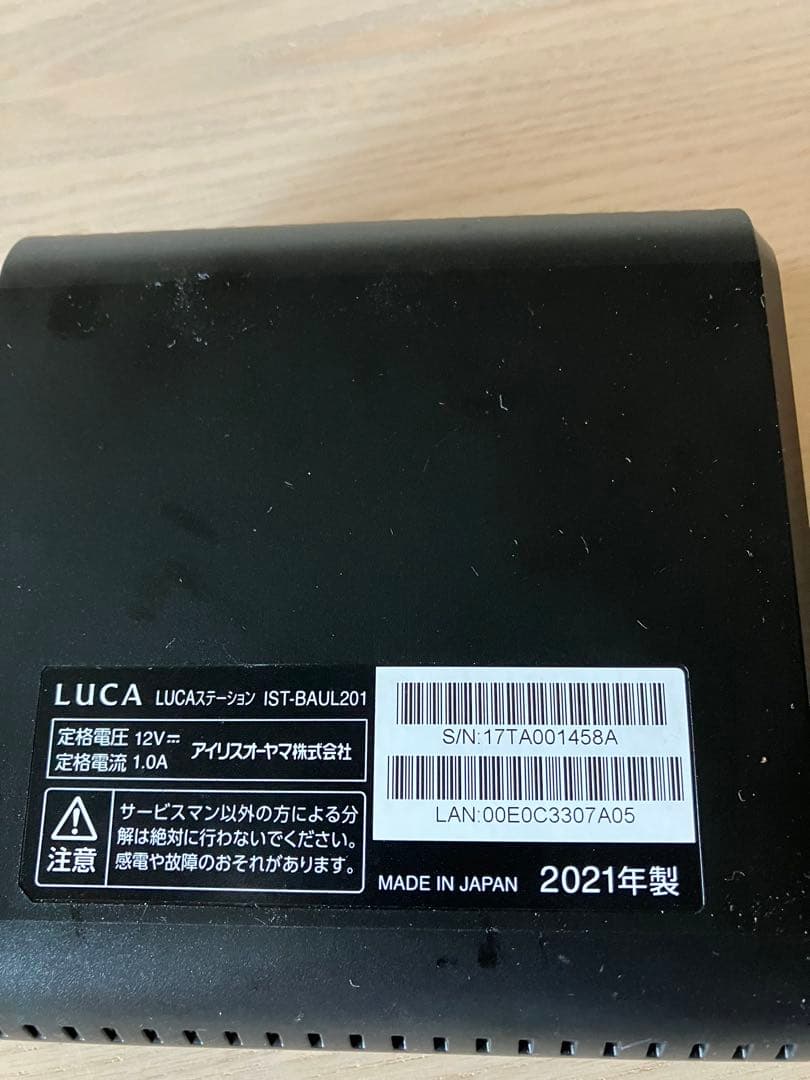 LUCA LUCAステーション IST-BAUL201
定格電圧 12V⎓
定格電流 1.0A
アイリスオーヤマ株式会社
注意
サービスマン以外の方による分
解は絶対に行わないでください。
感電や故障のおそれがあります。
S/N:17TA001458A
LAN:00E0C3307A05
MADE IN JAPAN 2021年製